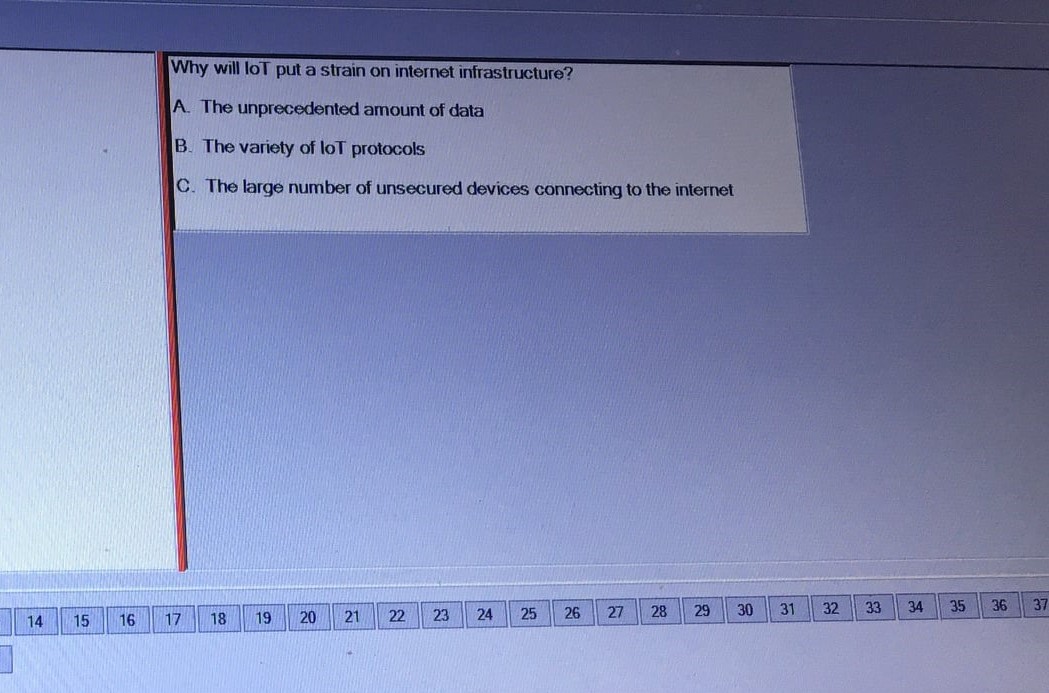 Why will IoT put a strain on internet infrastructure?
A. The unprecedented amount of data
B. The variety of IoT protocols
C. The large number of unsecured devices connecting to the internet
14 15 16 17 18 19 20 21 22 23 24 25 26 27 28 29 30 31 32 33 34 35 36 37